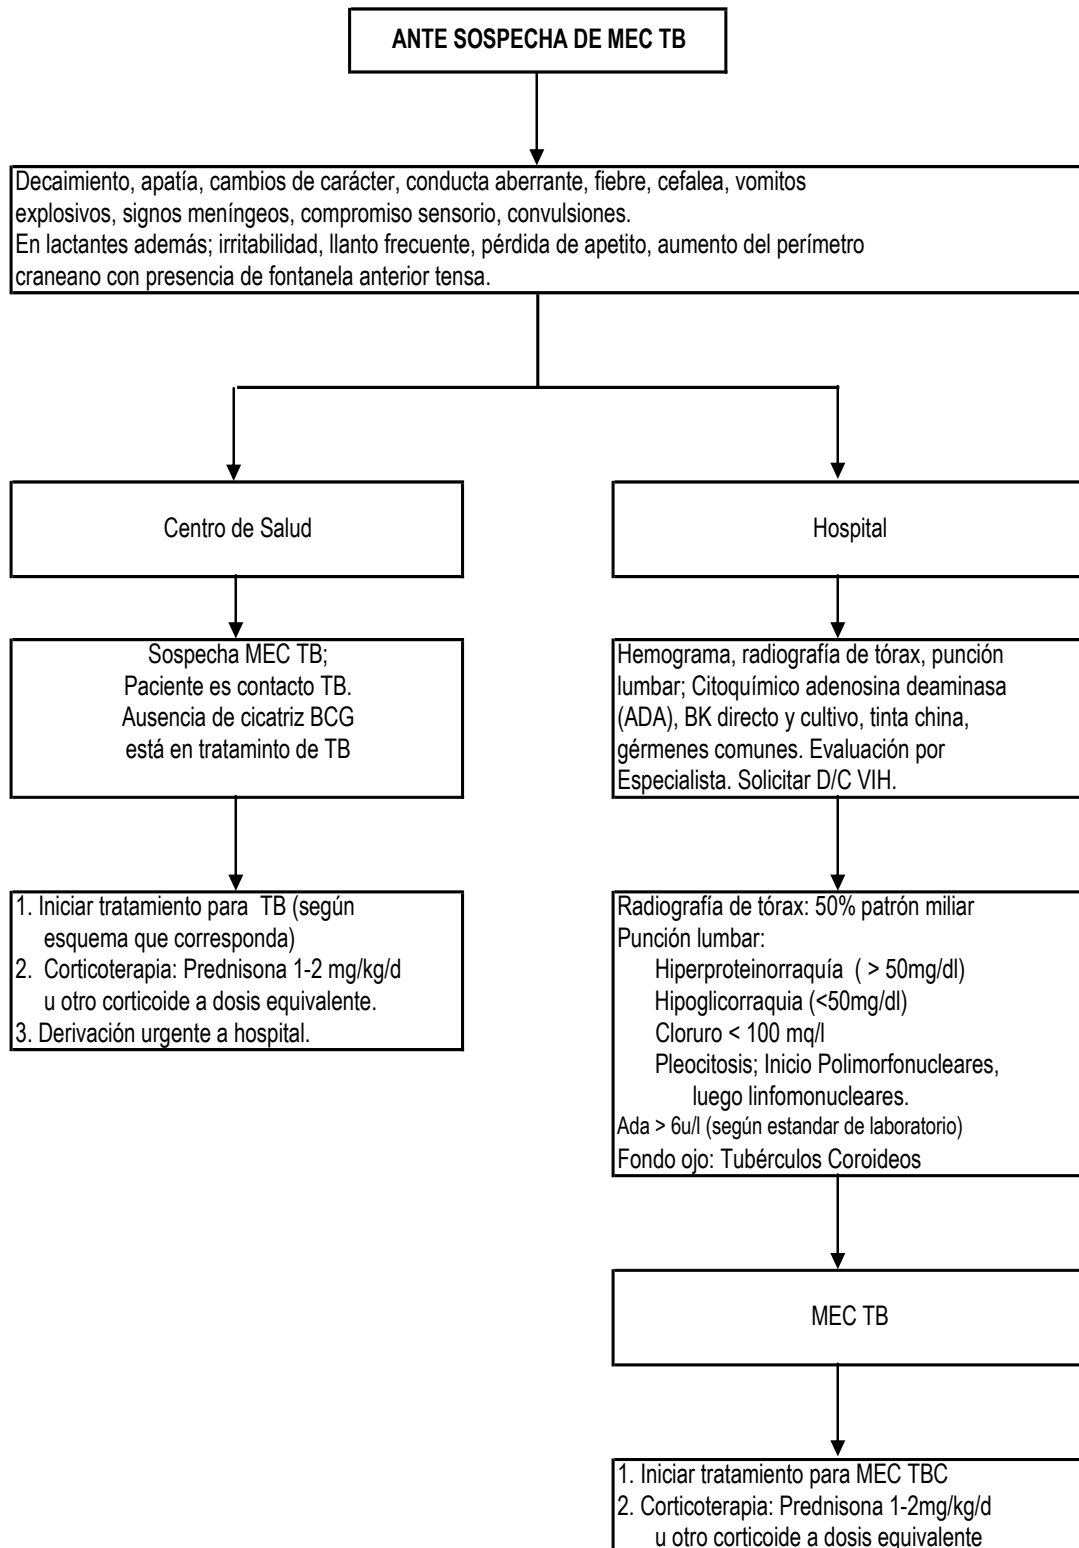 ANTE SOSPECHA DE MEC TB
Decaimiento, apatía, cambios de carácter, conducta aberrante, fiebre, cefalea, vomitos
explosivos, signos meníngeos, compromiso sensorio, convulsiones.
En lactantes además; irritabilidad, llanto frecuente, pérdida de apetito, aumento del perímetro
craneano con presencia de fontanela anterior tensa.
Centro de Salud
Sospecha MEC TB;
Paciente es contacto TB.
Ausencia de cicatriz BCG
está en trataminto de TB
1. Iniciar tratamiento para TB (según
esquema que corresponda)
2. Corticoterapia: Prednisona 1-2 mg/kg/d
u otro corticoide a dosis equivalente.
3. Derivación urgente a hospital.
Hospital
Hemograma, radiografía de tórax, punción
lumbar; Citoquímico adenosina deaminasa
(ADA), BK directo y cultivo, tinta china,
gérmenes comunes. Evaluación por
Especialista. Solicitar D/C VIH.
Radiografía de tórax: 50% patrón miliar
Punción lumbar:
Hiperproteinorraquía ( > 50mg/dl)
Hipoglicorraquia (<50mg/dl)
Cloruro < 100 mq/l
Pleocitosis; Inicio Polimorfonucleares,
luego linfomonucleares.
Ada > 6u/l (según estandar de laboratorio)
Fondo ojo: Tubérculos Coroideos
MEC TB
1. Iniciar tratamiento para MEC TBC
2. Corticoterapia: Prednisona 1-2mg/kg/d
u otro corticoide a dosis equivalente